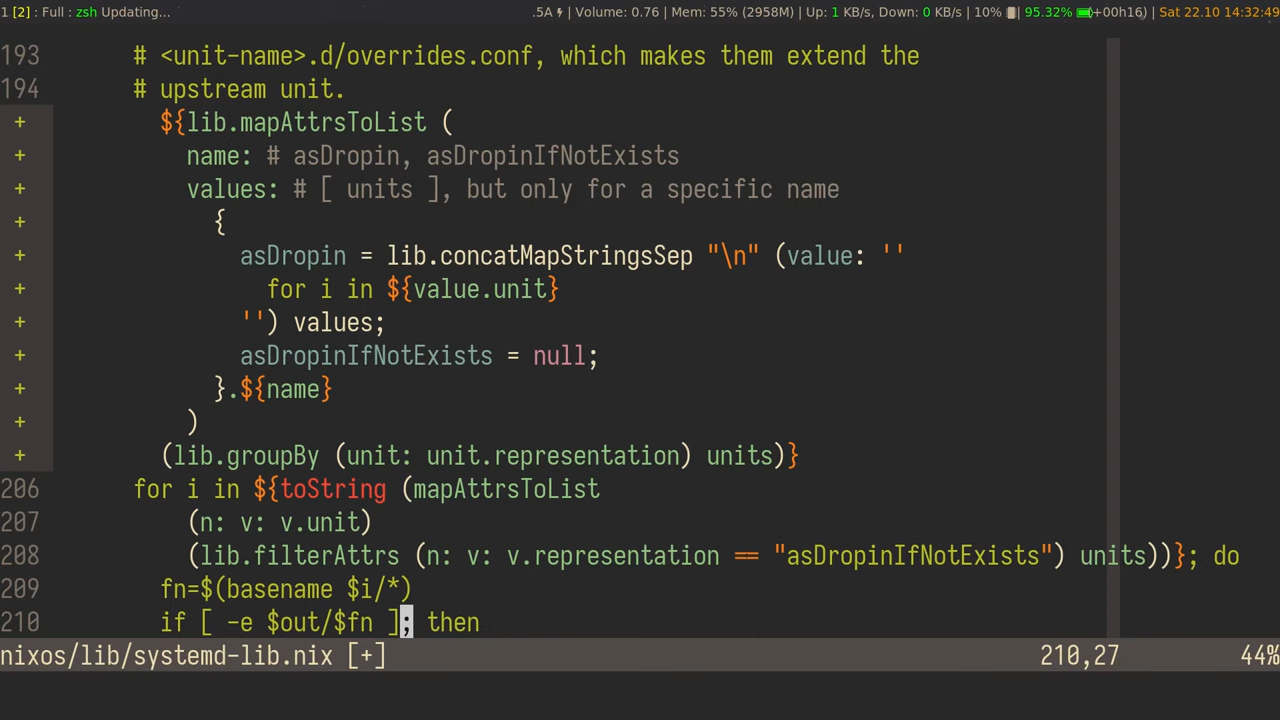 1 [2] : Full : zsh Updating... .5A | Volume: 0.76 | Mem: 55% (2958M) | Up: 1 KB/s, Down: 0 KB/s | 10% | 95.32% +00h16 | Sat 22.10 14:32:49
193 # <unit-name>.d/overrides.conf, which makes them extend the
194 # upstream unit.
+ ${lib.mapAttrsToList (
+ name: # asDropin, asDropinIfNotExists
+ values: # [ units ], but only for a specific name
+ {
+ asDropin = lib.concatMapStringsSep "\n" (value: ''
+ for i in ${value.unit}
+ '') values;
+ asDropinIfNotExists = null;
+ }.${name}
+ )
+ (lib.groupBy (unit: unit.representation) units)}
206 for i in ${toString (mapAttrsToList
207 (n: v: v.unit)
208 (lib.filterAttrs (n: v: v.representation == "asDropinIfNotExists") units))}; do
209 fn=$(basename $i/*)
210 if [ -e $out/$fn ]; then
nixos/lib/systemd-lib.nix [+] 210,27 44%